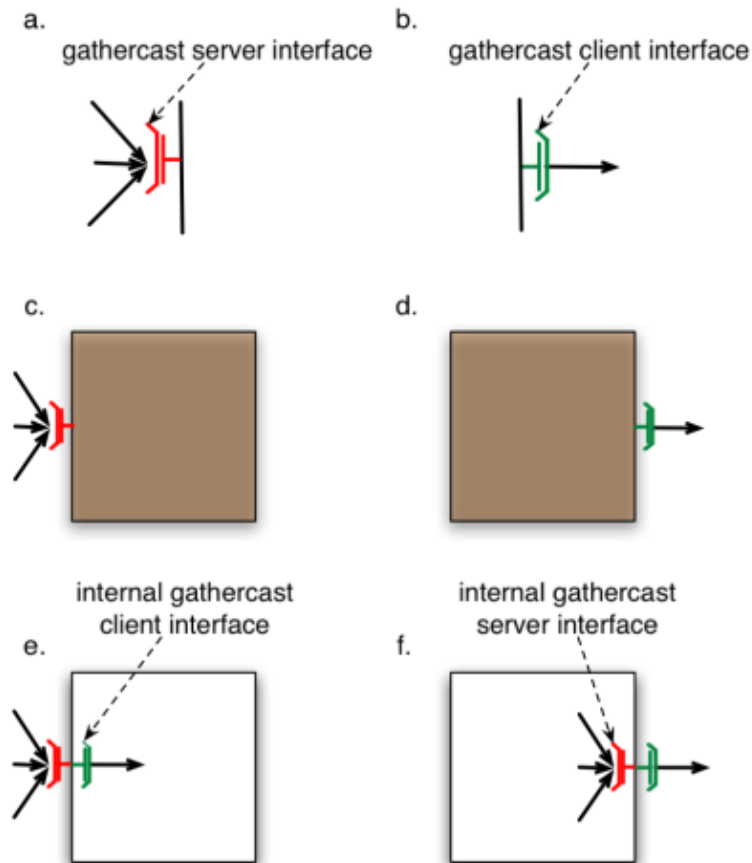 a.
gathercast server interface
b.
gathercast client interface
c.
d.
internal gathercast
client interface
e.
internal gathercast
server interface
f.